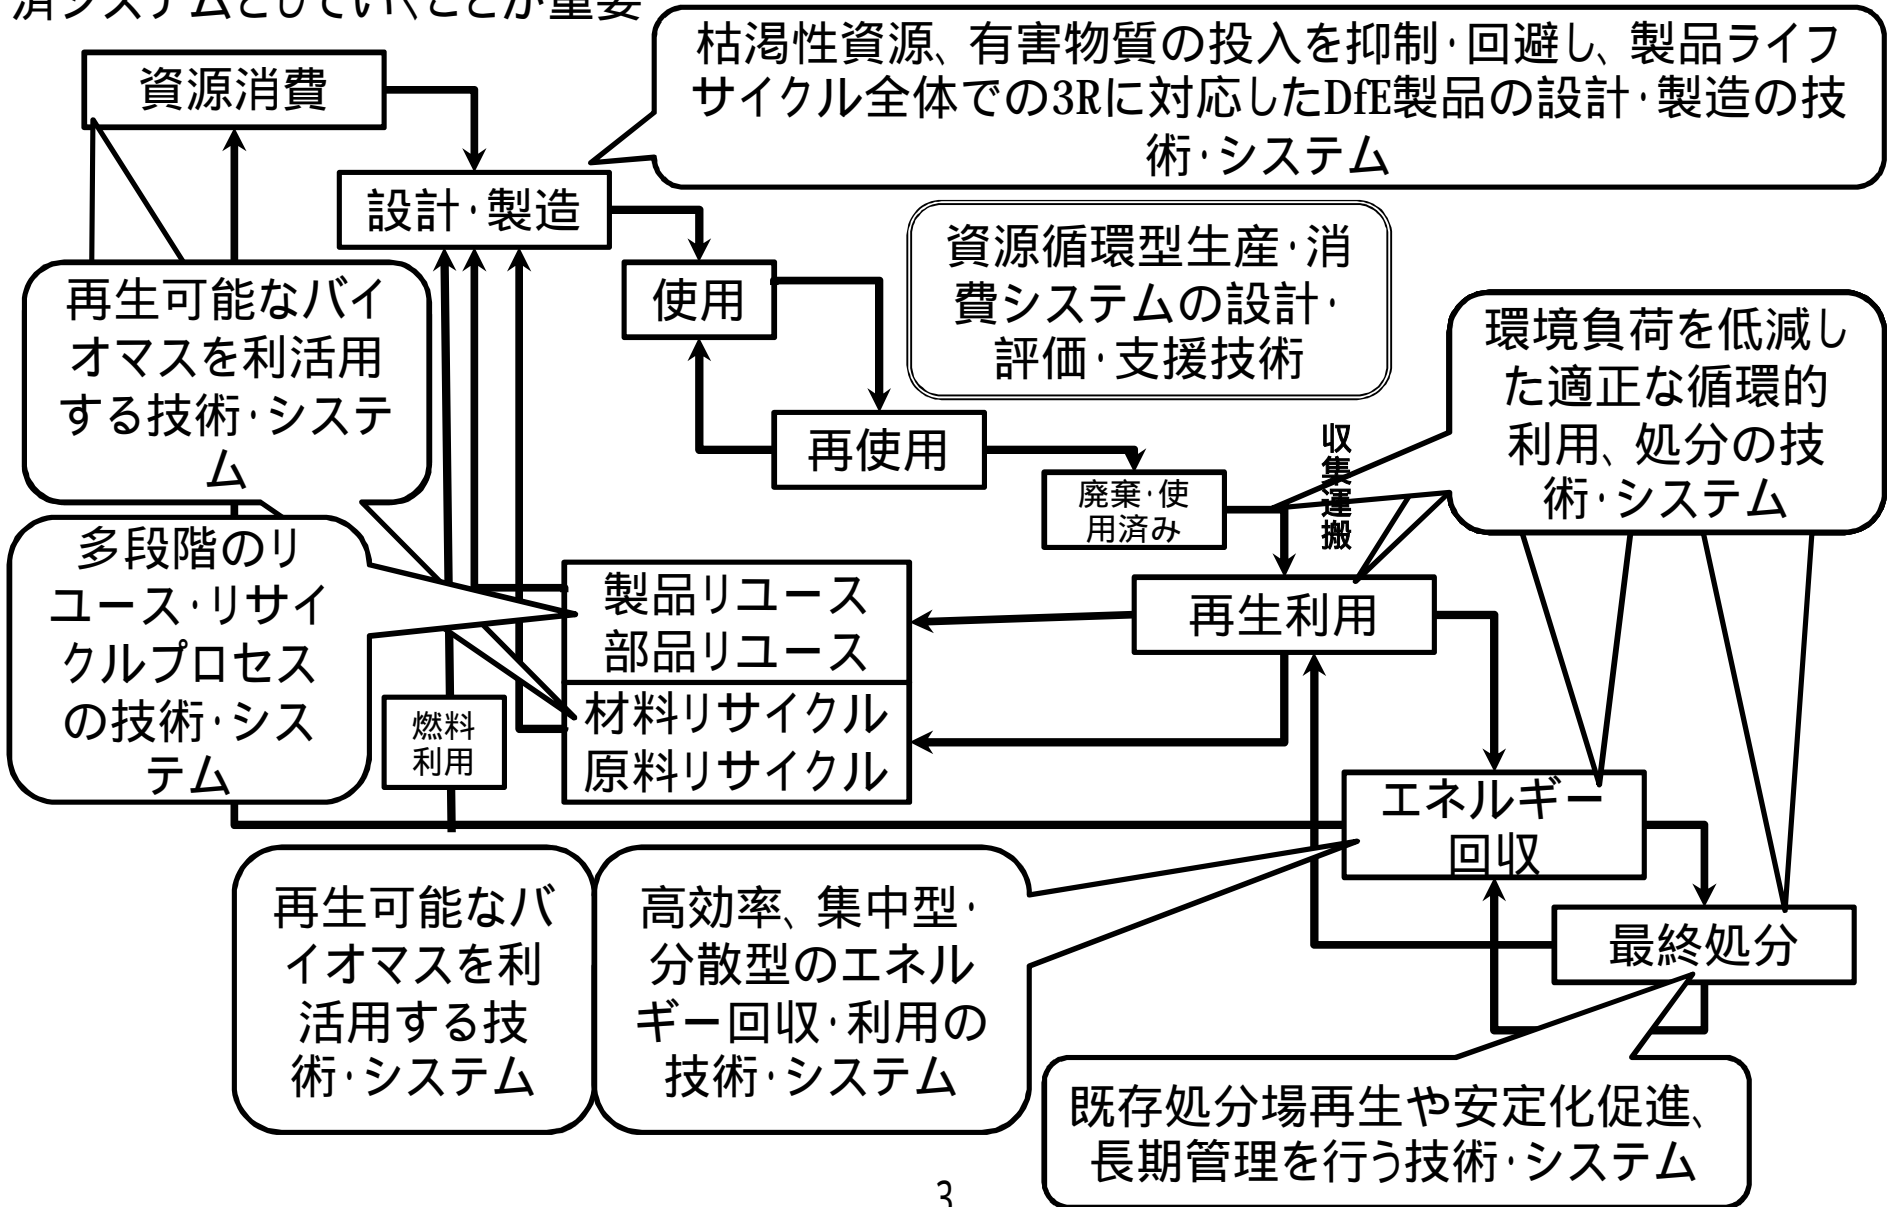 済システムとしていくことが重要
枯渇性資源、有害物質の投入を抑制・回避し、製品ライフ
サイクル全体での3Rに対応したDfE製品の設計・製造の技
術・システム
資源消費
設計・製造
使用
資源循環型生産・消
費システムの設計・
評価・支援技術
再生可能なバイ
オマスを利活用
する技術・システ
ム
環境負荷を低減し
た適正な循環的
利用、処分の技
術・システム
再使用
収
集
運
搬
廃棄・使
用済み
多段階のリ
ユース・リサイ
クルプロセス
の技術・シス
テム
製品リユース
部品リユース
再生利用
材料リサイクル
原料リサイクル
燃料
利用
エネルギー
回収
再生可能なバ
イオマスを利
活用する技
術・システム
高効率、集中型・
分散型のエネル
ギー回収・利用の
技術・システム
最終処分
既存処分場再生や安定化促進、
長期管理を行う技術・システム
3